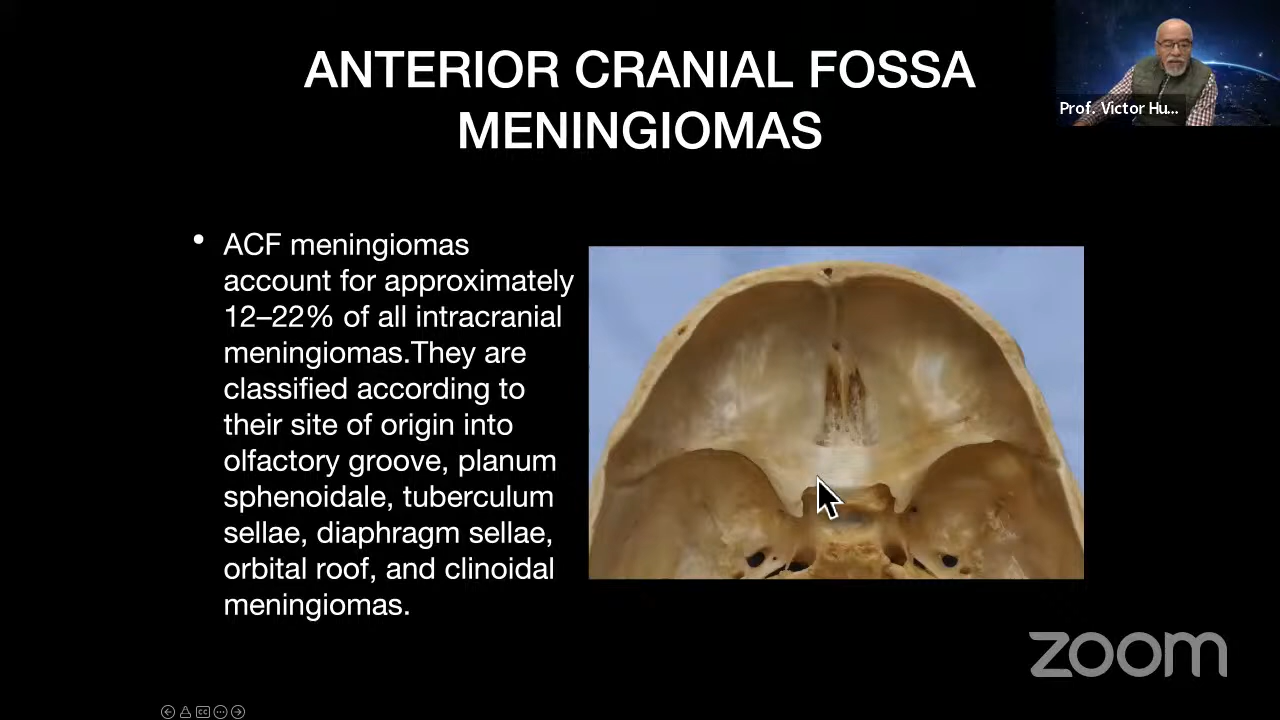 ANTERIOR CRANIAL FOSSA
MENINGIOMAS
Prof. Victor Hu...
• ACF meningiomas
account for approximately
12–22% of all intracranial
meningiomas.They are
classified according to
their site of origin into
olfactory groove, planum
sphenoidale, tuberculum
sellae, diaphragm sellae,
orbital roof, and clinoidal
meningiomas.
zoom
CC